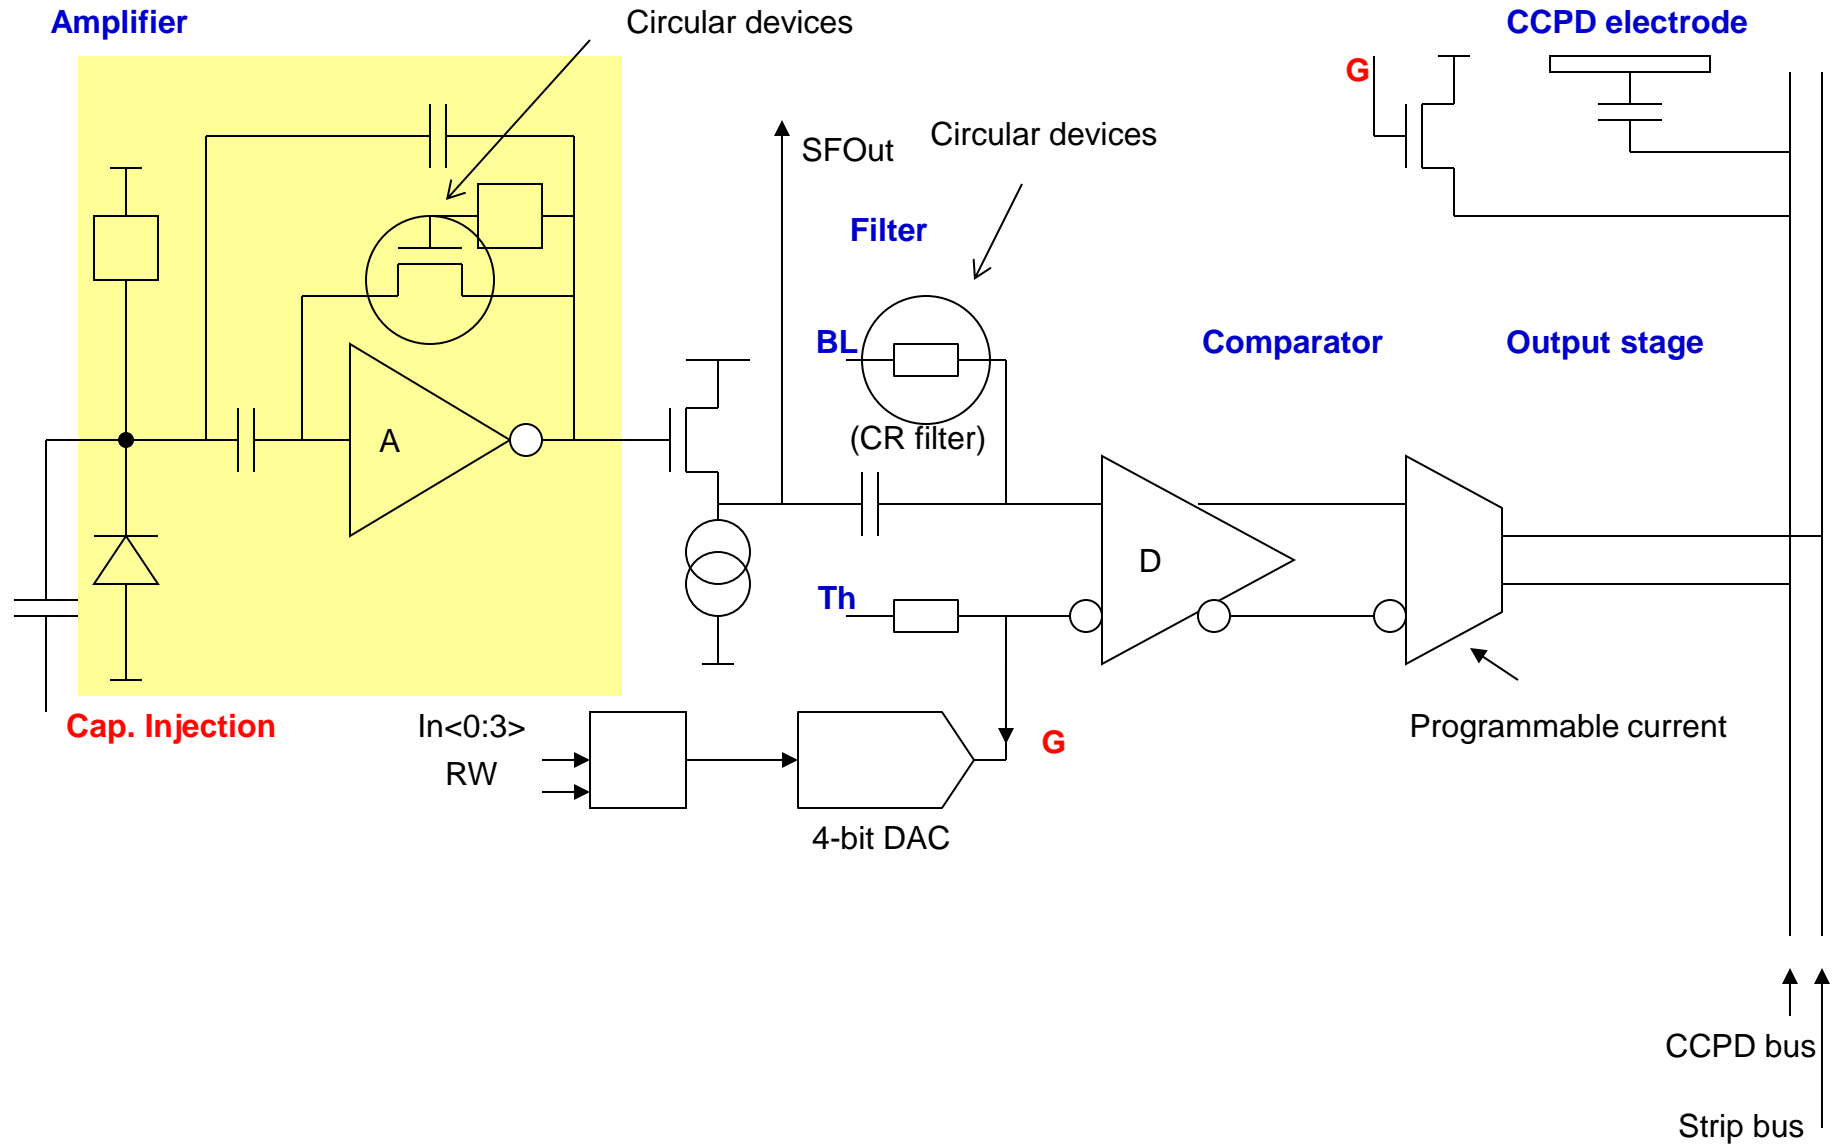 Amplifier
Circular devices
CCPD electrode
G
SFOut
Circular devices
Filter
BL
Comparator
Output stage
(CR filter)
A
D
Th
Cap. Injection
In<0:3>
RW
G
Programmable current
4-bit DAC
CCPD bus
Strip bus